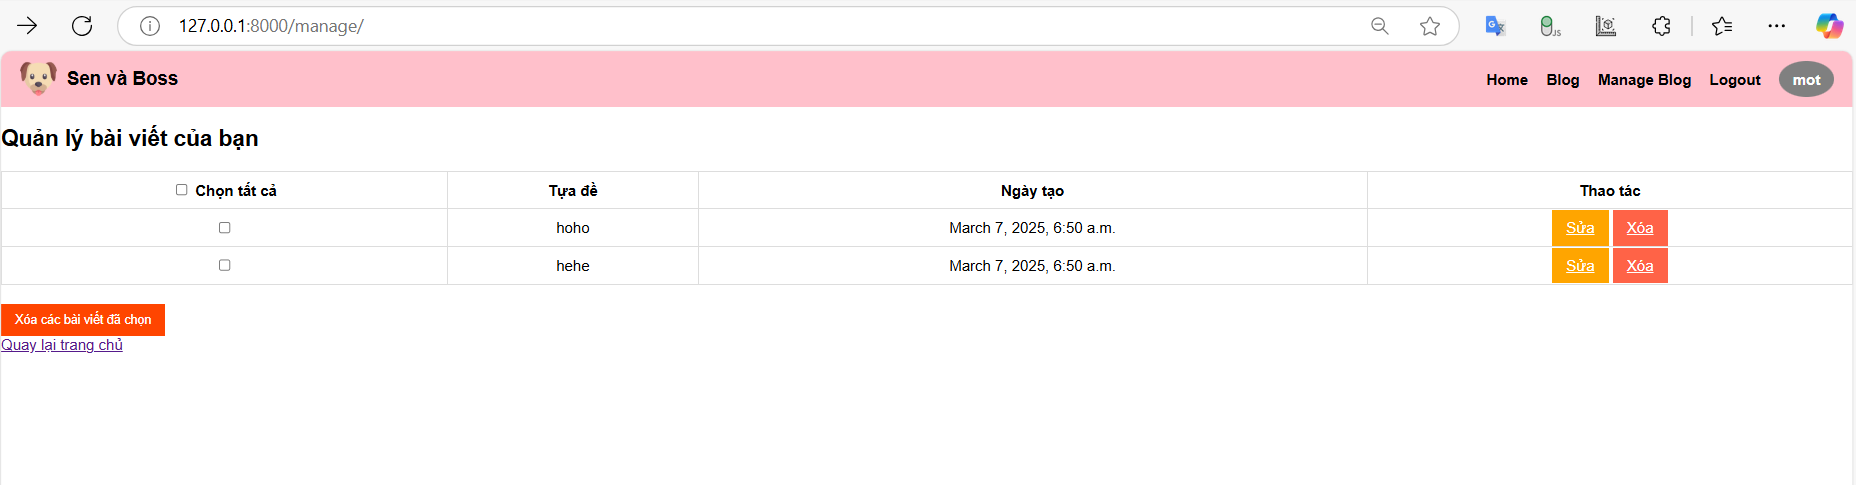 127.0.0.1:8000/manage/
G JS
Sen và Boss Home Blog Manage Blog Logout mot
Quản lý bài viết của bạn
Chọn tất cả Tựa đề Ngày tạo Thao tác
hoho March 7, 2025, 6:50 a.m. Sửa Xóa
hehe March 7, 2025, 6:50 a.m. Sửa Xóa
Xóa các bài viết đã chọn
Quay lại trang chủ